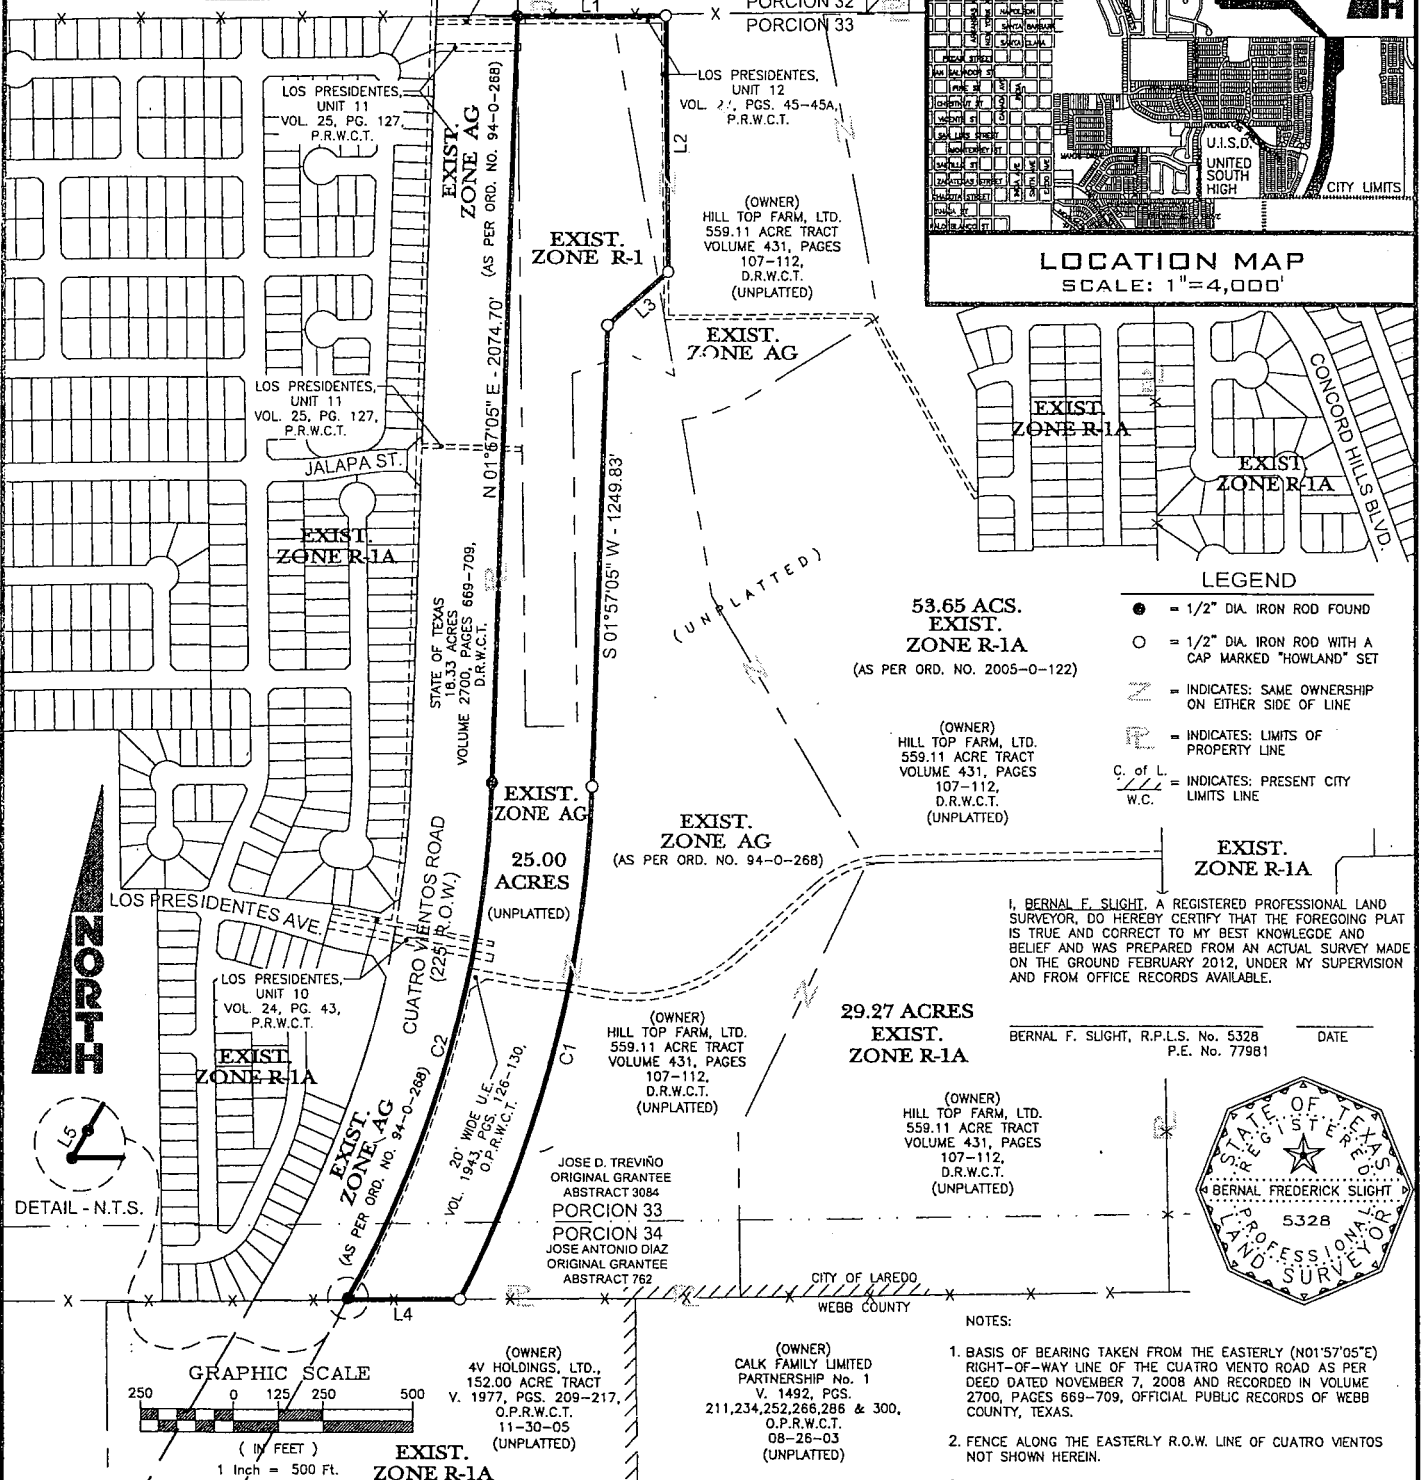 L1
PORCION 32
PORCION 33
LOS PRESIDENTES,
UNIT 11
VOL. 25, PG. 127,
P.R.W.C.T.
EXIST.
ZONE AG
(AS PER ORD. NO. 94-0-268)
LOS PRESIDENTES,
UNIT 12
PGS. 45-45A,
P.R.W.C.T.
L2
EXIST.
ZONE R-1
(OWNER)
HILL TOP FARM, LTD.
559.11 ACRE TRACT
VOLUME 431, PAGES
107-112,
D.R.W.C.T.
(UNPLATTED)
L3
EXIST.
ZONE AG
NAPOLEON
SANTA BARBARA
SANTA CLARA
U.I.S.D.
UNITED
SOUTH
HIGH
CITY LIMITS
LOCATION MAP
SCALE: 1"=4,000'
N 01°57'05" E - 2074.70'
S 01°57'05" W - 1249.83'
LOS PRESIDENTES,
UNIT 11
VOL. 25, PG. 127,
P.R.W.C.T.
JALAPA ST.
EXIST.
ZONE R-1A
EXIST.
ZONE R-1A
EXIST.
ZONE R-1A
CONCORD HILLS BLVD.
STATE OF TEXAS
18.33 ACRES
VOLUME 2700, PAGES 669-709,
D.R.W.C.T.
(UNPLATTED)
53.65 ACS.
EXIST.
ZONE R-1A
(AS PER ORD. NO. 2005-0-122)
LEGEND
= 1/2" DIA. IRON ROD FOUND
= 1/2" DIA. IRON ROD WITH A
CAP MARKED "HOWLAND" SET
= INDICATES: SAME OWNERSHIP
ON EITHER SIDE OF LINE
= INDICATES: LIMITS OF
PROPERTY LINE
C. of L.
W.C.
= INDICATES: PRESENT CITY
LIMITS LINE
(OWNER)
HILL TOP FARM, LTD.
559.11 ACRE TRACT
VOLUME 431, PAGES
107-112,
D.R.W.C.T.
(UNPLATTED)
EXIST.
ZONE AG
25.00
ACRES
(UNPLATTED)
EXIST.
ZONE AG
(AS PER ORD. NO. 94-0-268)
EXIST.
ZONE R-1A
CUATRO VIENTOS ROAD
(225' R.O.W.)
LOS PRESIDENTES AVE.
NORTH
LOS PRESIDENTES,
UNIT 10
VOL. 24, PG. 43,
P.R.W.C.T.
EXIST.
ZONE R-1A
I, BERNAL F. SLIGHT, A REGISTERED PROFESSIONAL LAND
SURVEYOR, DO HEREBY CERTIFY THAT THE FOREGOING PLAT
IS TRUE AND CORRECT TO MY BEST KNOWLEGDE AND
BELIEF AND WAS PREPARED FROM AN ACTUAL SURVEY MADE
ON THE GROUND FEBRUARY 2012, UNDER MY SUPERVISION
AND FROM OFFICE RECORDS AVAILABLE.
BERNAL F. SLIGHT, R.P.L.S. No. 5328
DATE
P.E. No. 77981
C2
C1
(OWNER)
HILL TOP FARM, LTD.
559.11 ACRE TRACT
VOLUME 431, PAGES
107-112,
D.R.W.C.T.
(UNPLATTED)
29.27 ACRES
EXIST.
ZONE R-1A
(OWNER)
HILL TOP FARM, LTD.
559.11 ACRE TRACT
VOLUME 431, PAGES
107-112,
D.R.W.C.T.
(UNPLATTED)
STATE OF TEXAS
REGISTERED
BERNAL FREDERICK SLIGHT
5328
PROFESSIONAL
LAND SURVEYOR
L5
DETAIL - N.T.S.
EXIST.
ZONE AG
(AS PER ORD. NO. 94-0-268)
20' WIDE U.E.
VOL. 1943, PGS. 126-130,
O.P.R.W.C.T.
JOSE D. TREVIÑO
ORIGINAL GRANTEE
ABSTRACT 3084
PORCION 33
PORCION 34
JOSE ANTONIO DIAZ
ORIGINAL GRANTEE
ABSTRACT 762
CITY OF LAREDO
WEBB COUNTY
L4
GRAPHIC SCALE
250 0 125 250 500
( IN FEET )
1 Inch = 500 Ft.
(OWNER)
4V HOLDINGS, LTD.,
152.00 ACRE TRACT
V. 1977, PGS. 209-217,
O.P.R.W.C.T.
11-30-05
(UNPLATTED)
EXIST.
ZONE R-1A
(OWNER)
CALK FAMILY LIMITED
PARTNERSHIP No. 1
V. 1492, PGS.
211,234,252,266,286 & 300,
O.P.R.W.C.T.
08-26-03
(UNPLATTED)
NOTES:
1. BASIS OF BEARING TAKEN FROM THE EASTERLY (N01°57'05"E)
RIGHT-OF-WAY LINE OF THE CUATRO VIENTO ROAD AS PER
DEED DATED NOVEMBER 7, 2008 AND RECORDED IN VOLUME
2700, PAGES 669-709, OFFICIAL PUBLIC RECORDS OF WEBB
COUNTY, TEXAS.
2. FENCE ALONG THE EASTERLY R.O.W. LINE OF CUATRO VIENTOS
NOT SHOWN HEREIN.